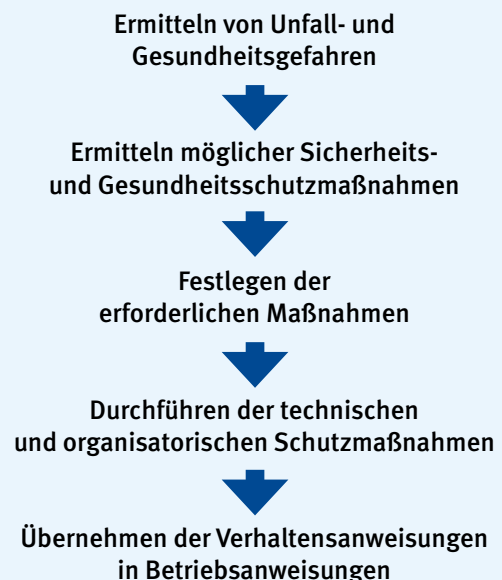 Ermitteln von Unfall- und
Gesundheitsgefahren
Ermitteln möglicher Sicherheits-
und Gesundheitsschutzmaßnahmen
Festlegen der
erforderlichen Maßnahmen
Durchführen der technischen
und organisatorischen Schutzmaßnahmen
Übernehmen der Verhaltensanweisungen
in Betriebsanweisungen